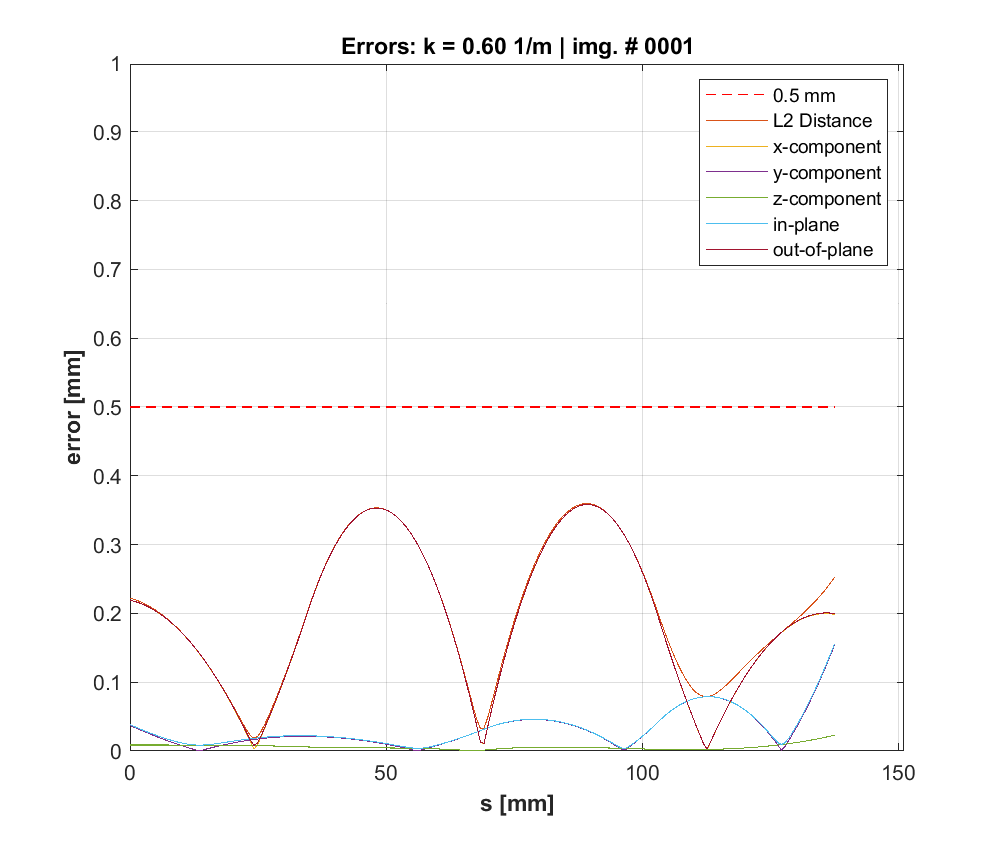 Errors: k = 0.60 1/m | img. # 0001
1
0.9
0.8
0.7
0.6
0.5
0.4
0.3
0.2
0.1
0
error [mm]
0.5 mm
L2 Distance
x-component
y-component
z-component
in-plane
out-of-plane
0 50 100 150
s [mm]